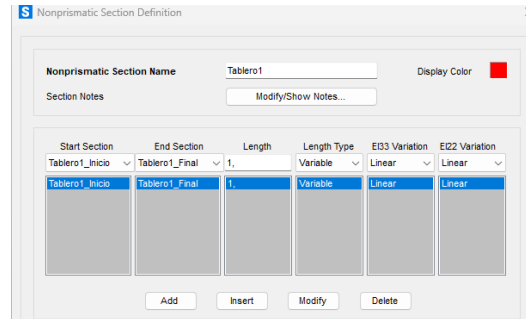 S Nonprismatic Section Definition
Nonprismatic Section Name Tablero1 Display Color
Section Notes Modify/Show Notes...
Start Section End Section Length Length Type EI33 Variation EI22 Variation
Tablero1_Inicio Tablero1_Final 1, Variable Linear Linear
Tablero1_Inicio Tablero1_Final 1, Variable Linear Linear
Add Insert Modify Delete